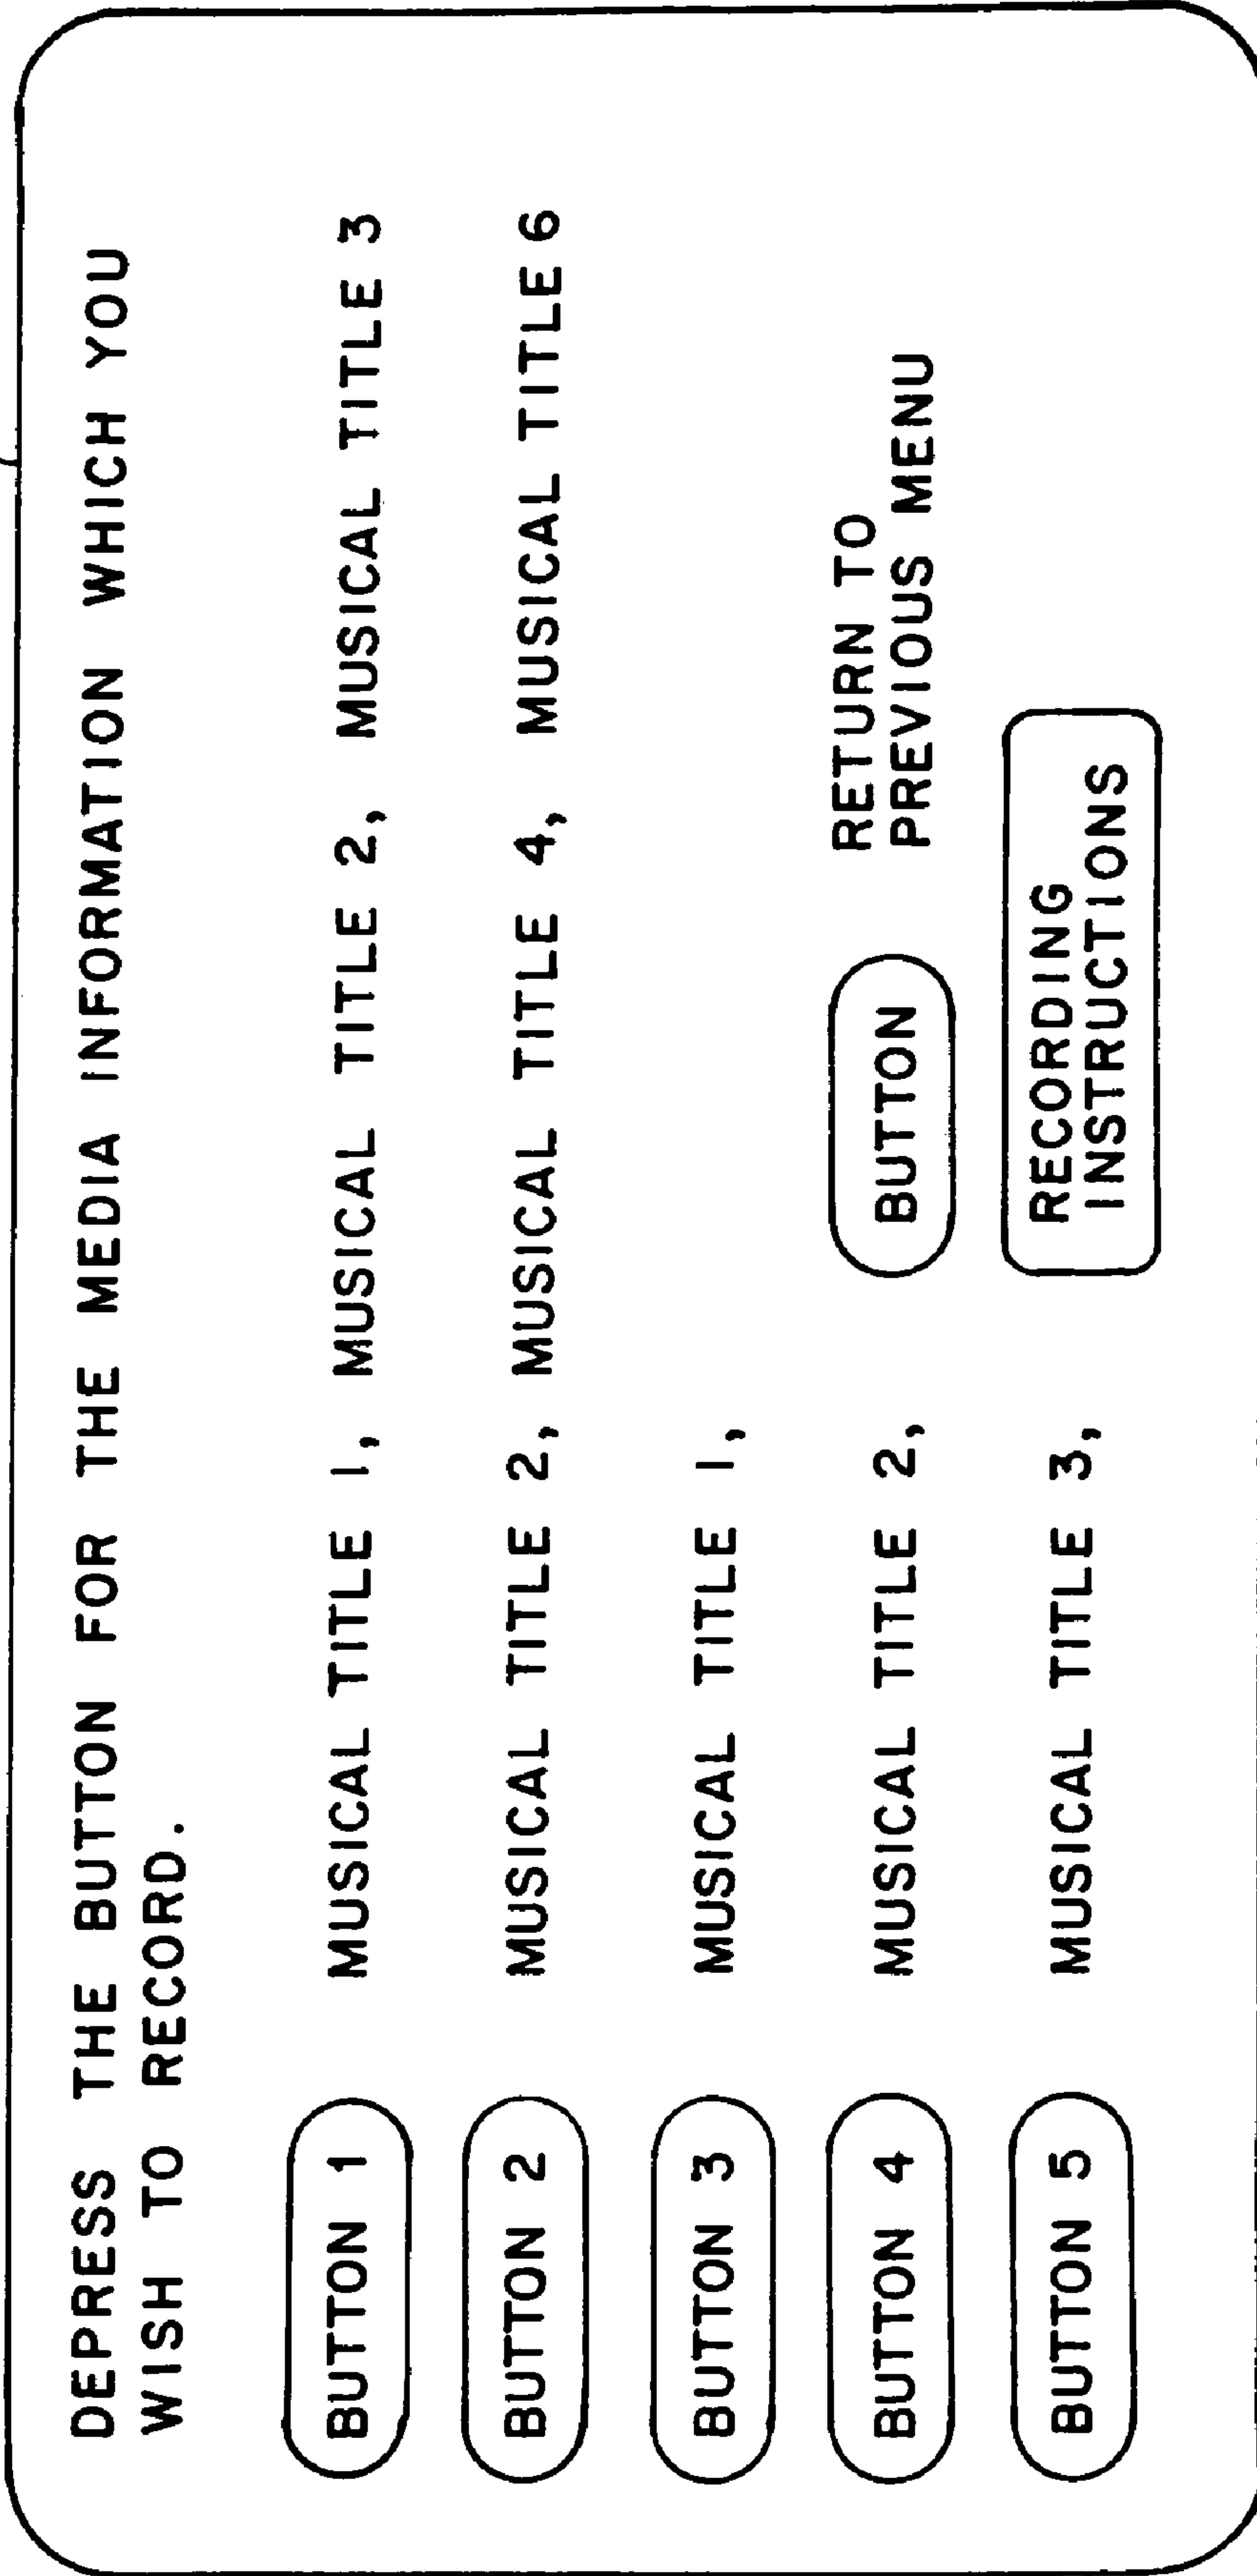 DEPRESS THE BUTTON FOR THE MEDIA INFORMATION WHICH YOU
WISH TO RECORD.
BUTTON 1 MUSICAL TITLE 1, MUSICAL TITLE 2, MUSICAL TITLE 3
BUTTON 2 MUSICAL TITLE 2, MUSICAL TITLE 4, MUSICAL TITLE 6
BUTTON 3 MUSICAL TITLE 1,
BUTTON 4 MUSICAL TITLE 2,
BUTTON 5 MUSICAL TITLE 3,
BUTTON
RETURN TO
PREVIOUS MENU
RECORDING
INSTRUCTIONS